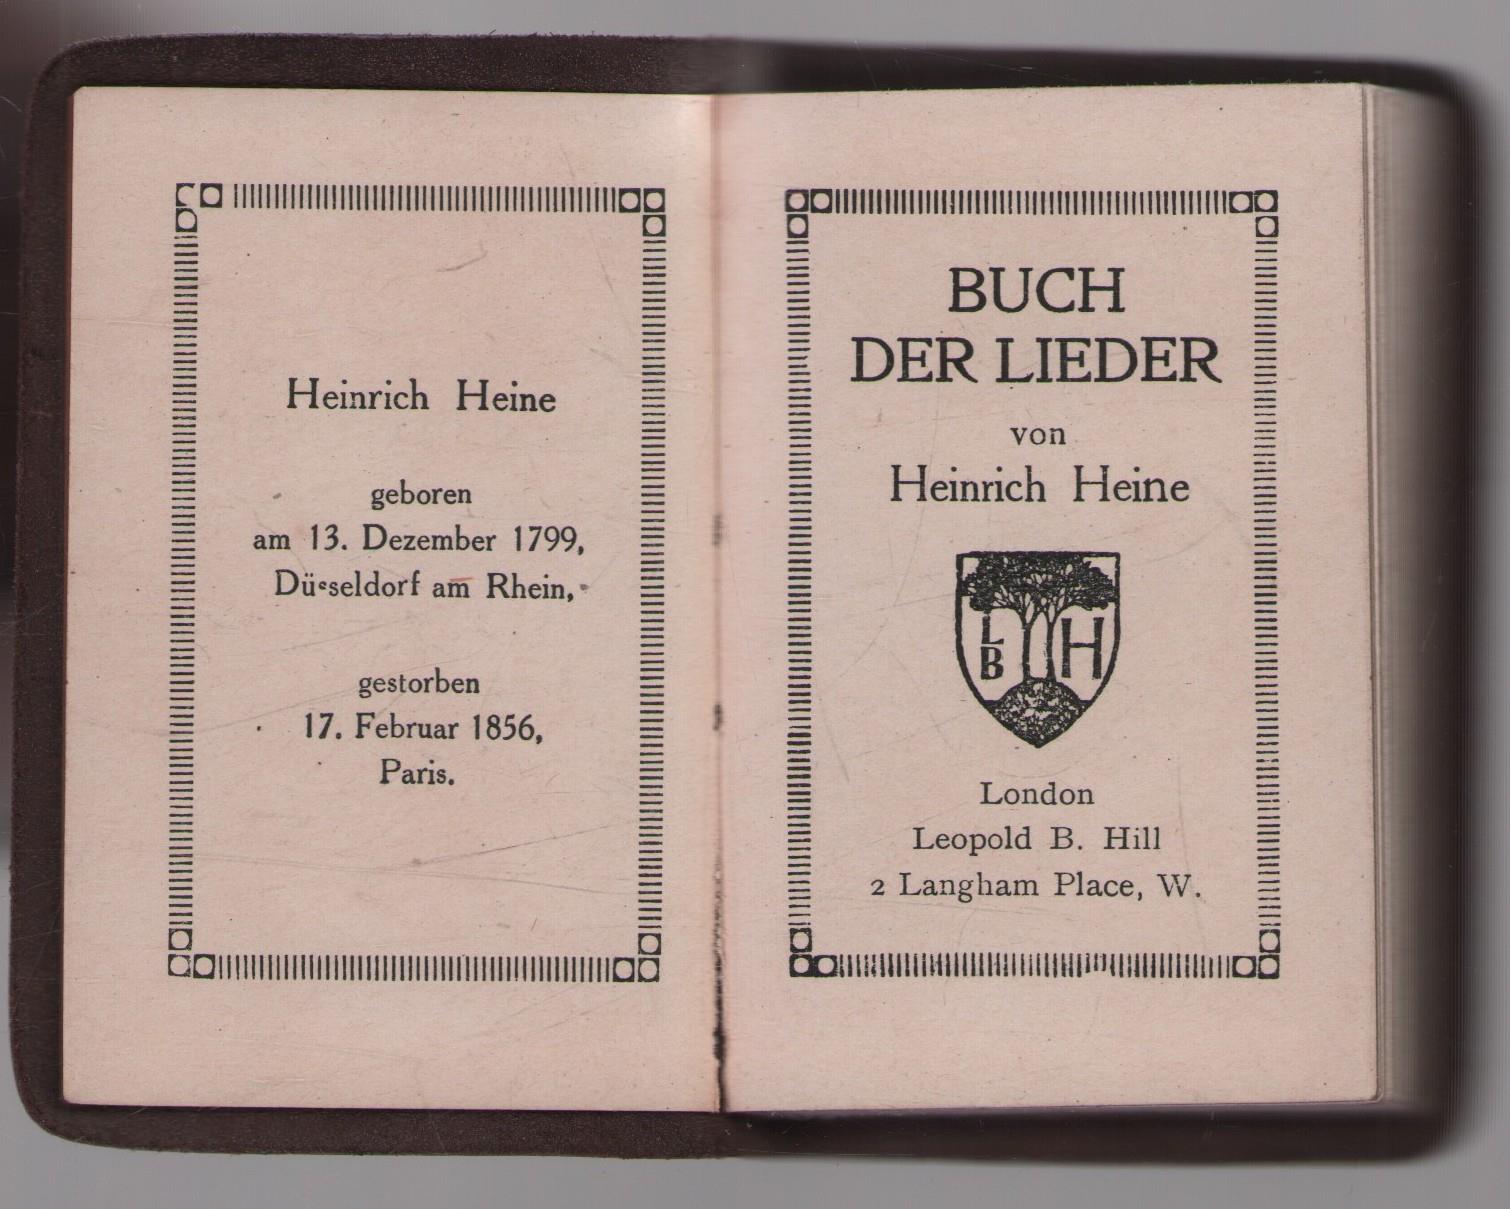 Heinrich Heine
geboren
am 13. Dezember 1799,
Düsseldorf am Rhein,
gestorben
17. Februar 1856,
Paris.
BUCH
DER LIEDER
von
Heinrich Heine
L H
B
London
Leopold B. Hill
2 Langham Place, W.